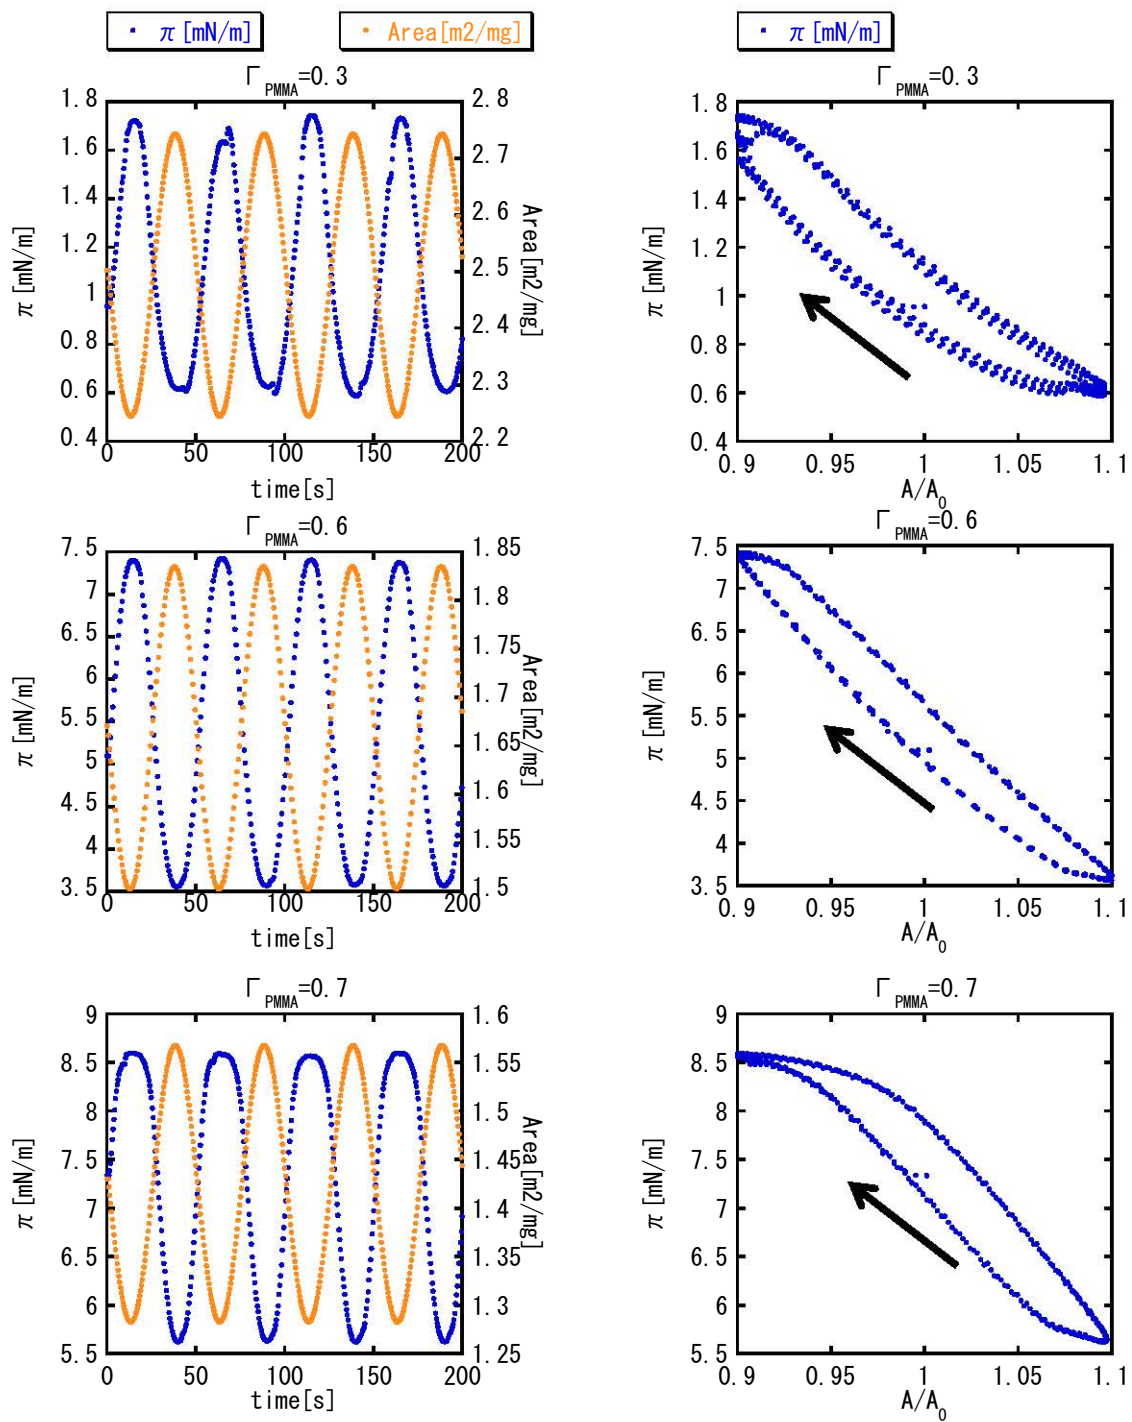 π [mN/m]
Area[m2/mg]
π [mN/m]
Γ PMMA=0.3
1.8
1.6
1.4
1.2
1
0.8
0.6
0.4
π [mN/m]
2.8
2.7
2.6
2.5
2.4
2.3
2.2
Area[m2/mg]
0 50 100 150 200
time[s]
Γ PMMA=0.3
1.8
1.6
1.4
1.2
1
0.8
0.6
0.4
π [mN/m]
0.9 0.95 1 1.05 1.1
A/A0
Γ PMMA=0.6
7.5
7
6.5
6
5.5
5
4.5
4
3.5
π [mN/m]
1.85
1.8
1.75
1.7
1.65
1.6
1.55
1.5
Area[m2/mg]
0 50 100 150 200
time[s]
Γ PMMA=0.6
7.5
7
6.5
6
5.5
5
4.5
4
3.5
π [mN/m]
0.9 0.95 1 1.05 1.1
A/A0
Γ PMMA=0.7
9
8.5
8
7.5
7
6.5
6
5.5
π [mN/m]
1.6
1.55
1.5
1.45
1.4
1.35
1.3
1.25
Area[m2/mg]
0 50 100 150 200
time[s]
Γ PMMA=0.7
9
8.5
8
7.5
7
6.5
6
5.5
π [mN/m]
0.9 0.95 1 1.05 1.1
A/A0